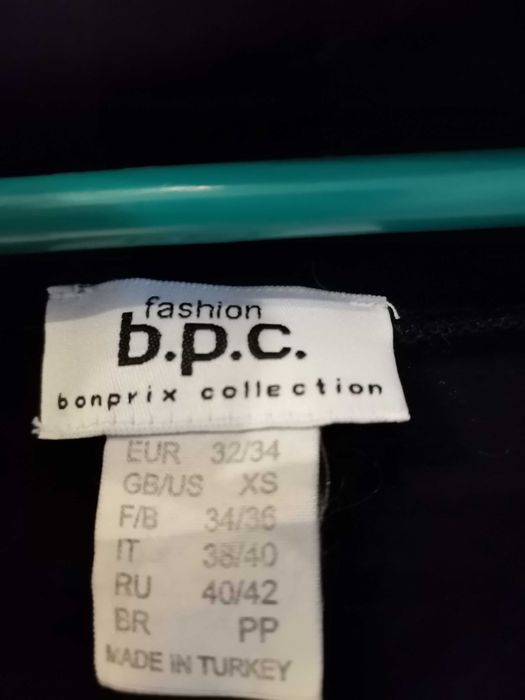 fashion
b.p.c.
bonprix collection
EUR 32/34
GB/US XS
F/B 34/36
IT 38/40
RU 40/42
BR PP
MADE IN TURKEY